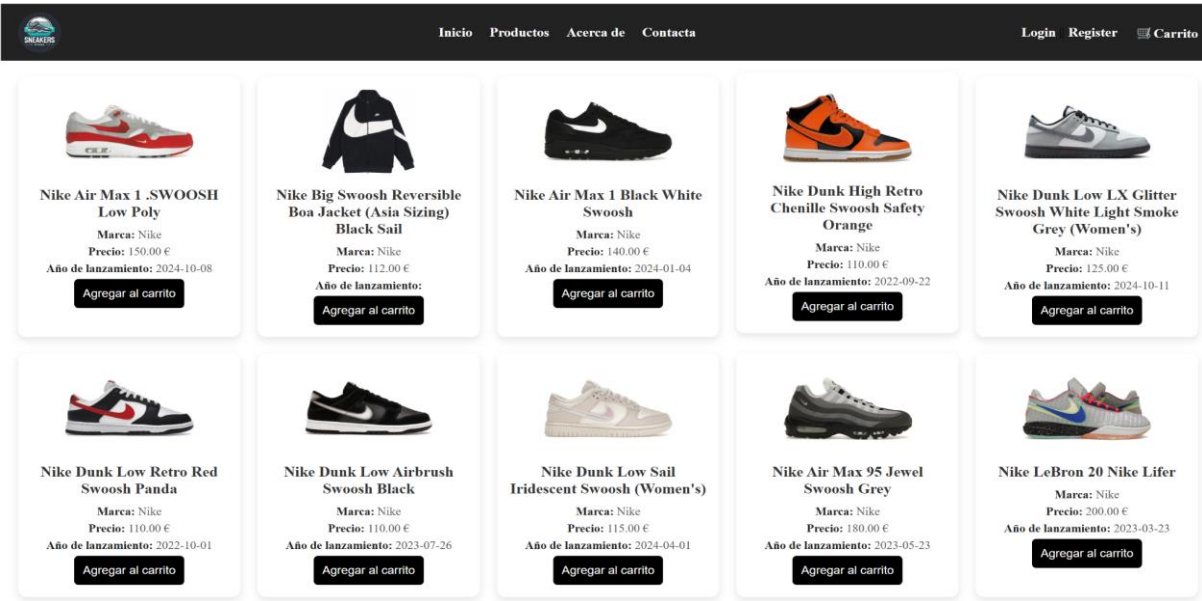 SNEAKERS
Inicio Productos Acerca de Contacta
Login Register Carrito
Nike Air Max 1 .SWOOSH
Low Poly
Marca: Nike
Precio: 150.00 €
Año de lanzamiento: 2024-10-08
Agregar al carrito
Nike Big Swoosh Reversible
Boa Jacket (Asia Sizing)
Black Sail
Marca: Nike
Precio: 112.00 €
Año de lanzamiento:
Agregar al carrito
Nike Air Max 1 Black White
Swoosh
Marca: Nike
Precio: 140.00 €
Año de lanzamiento: 2024-01-04
Agregar al carrito
Nike Dunk High Retro
Chenille Swoosh Safety
Orange
Marca: Nike
Precio: 110.00 €
Año de lanzamiento: 2022-09-22
Agregar al carrito
Nike Dunk Low LX Glitter
Swoosh White Light Smoke
Grey (Women's)
Marca: Nike
Precio: 125.00 €
Año de lanzamiento: 2024-10-11
Agregar al carrito
Nike Dunk Low Retro Red
Swoosh Panda
Marca: Nike
Precio: 110.00 €
Año de lanzamiento: 2022-10-01
Agregar al carrito
Nike Dunk Low Airbrush
Swoosh Black
Marca: Nike
Precio: 110.00 €
Año de lanzamiento: 2023-07-26
Agregar al carrito
Nike Dunk Low Sail
Iridescent Swoosh (Women's)
Marca: Nike
Precio: 115.00 €
Año de lanzamiento: 2024-04-01
Agregar al carrito
Nike Air Max 95 Jewel
Swoosh Grey
Marca: Nike
Precio: 180.00 €
Año de lanzamiento: 2023-05-23
Agregar al carrito
Nike LeBron 20 Nike Lifer
Marca: Nike
Precio: 200.00 €
Año de lanzamiento: 2023-03-23
Agregar al carrito